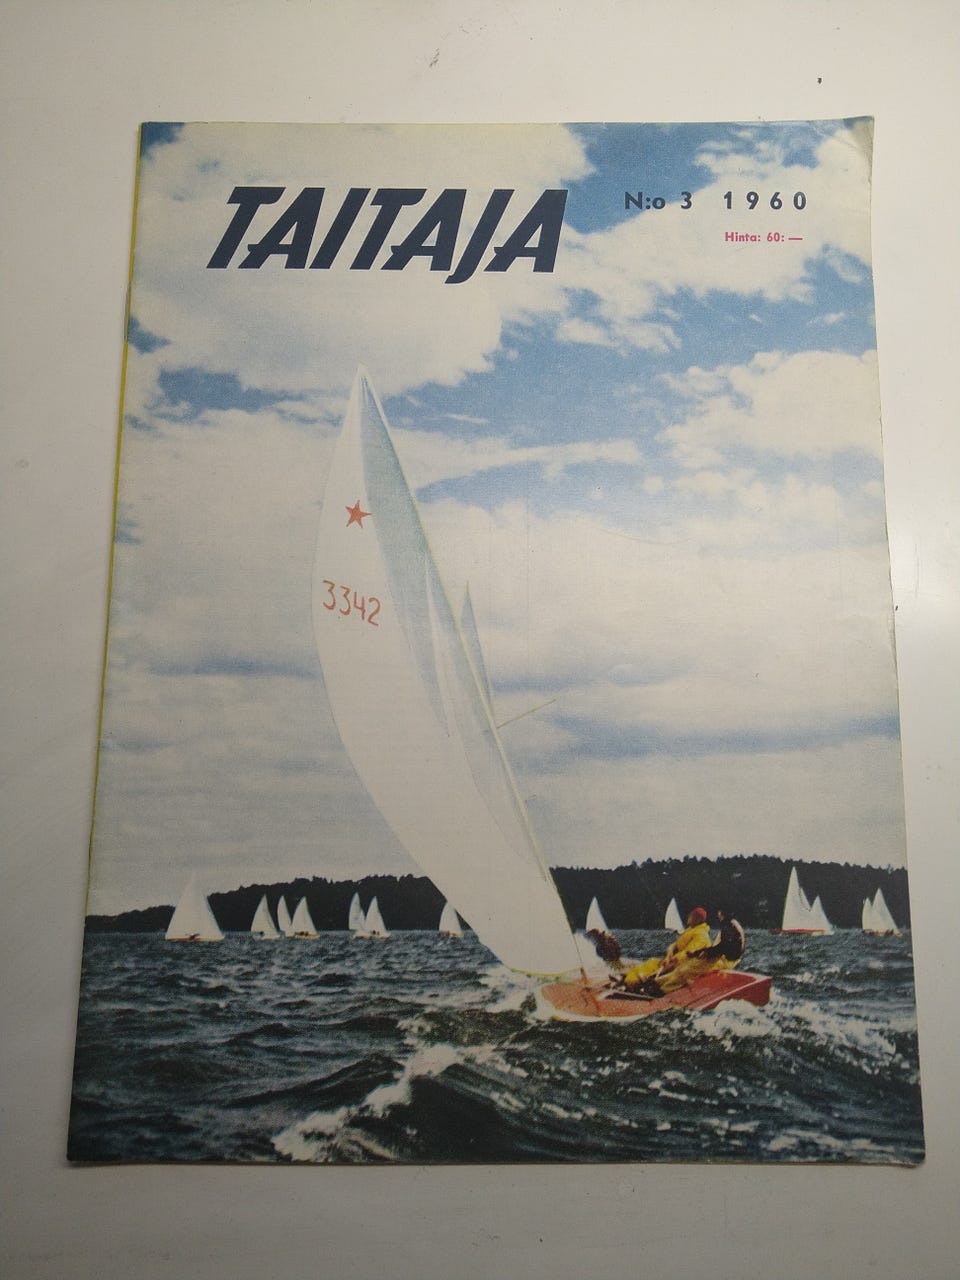 TAITAJA
N:o 3 1960
Hinta: 60:—
3342